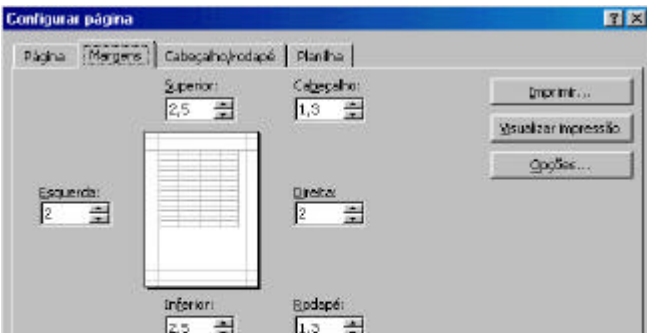 Configurar página
Página Margens Cabeçalho/rodapé Planilha
Superior: Cabeçalho:
2,5 1,3
Imprimir...
Visualizar impressão
Opções...
Esquerda: Direita:
2 2
Inferior: Rodapé:
2,5 1,3